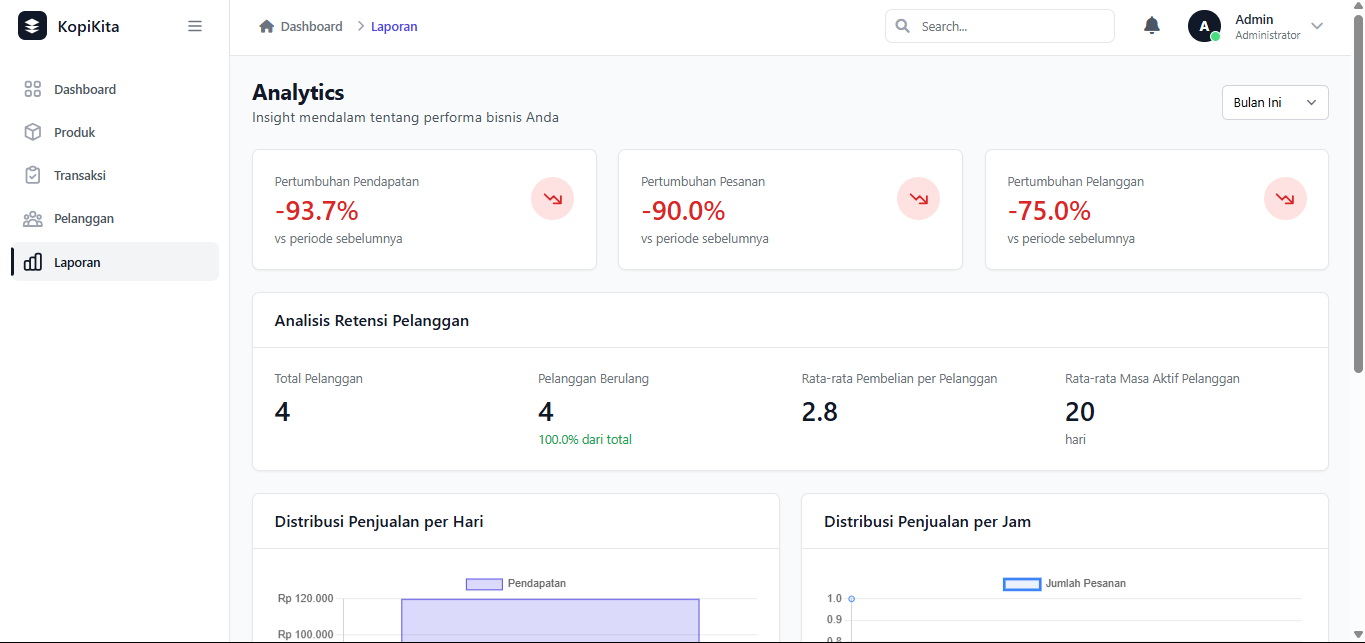 KopiKita
Dashboard
Laporan
Search...
A
Admin
Administrator
Dashboard
Produk
Transaksi
Pelanggan
Laporan
Analytics
Insight mendalam tentang performa bisnis Anda
Bulan Ini
Pertumbuhan Pendapatan
-93.7%
vs periode sebelumnya
Pertumbuhan Pesanan
-90.0%
vs periode sebelumnya
Pertumbuhan Pelanggan
-75.0%
vs periode sebelumnya
Analisis Retensi Pelanggan
Total Pelanggan
4
Pelanggan Berulang
4
100.0% dari total
Rata-rata Pembelian per Pelanggan
2.8
Rata-rata Masa Aktif Pelanggan
20
hari
Distribusi Penjualan per Hari
Pendapatan
Rp 120.000
Rp 100.000
Distribusi Penjualan per Jam
Jumlah Pesanan
1.0
0.9
0.8